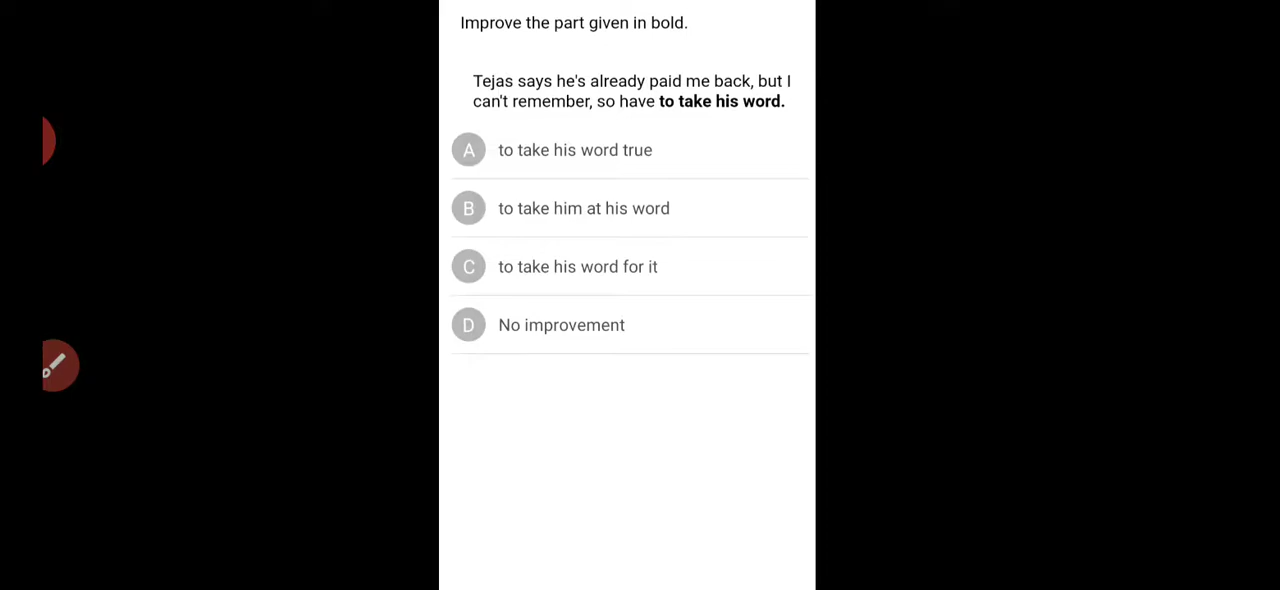 Improve the part given in bold.
Tejas says he's already paid me back, but I
can't remember, so have to take his word.
A to take his word true
B to take him at his word
C to take his word for it
D No improvement